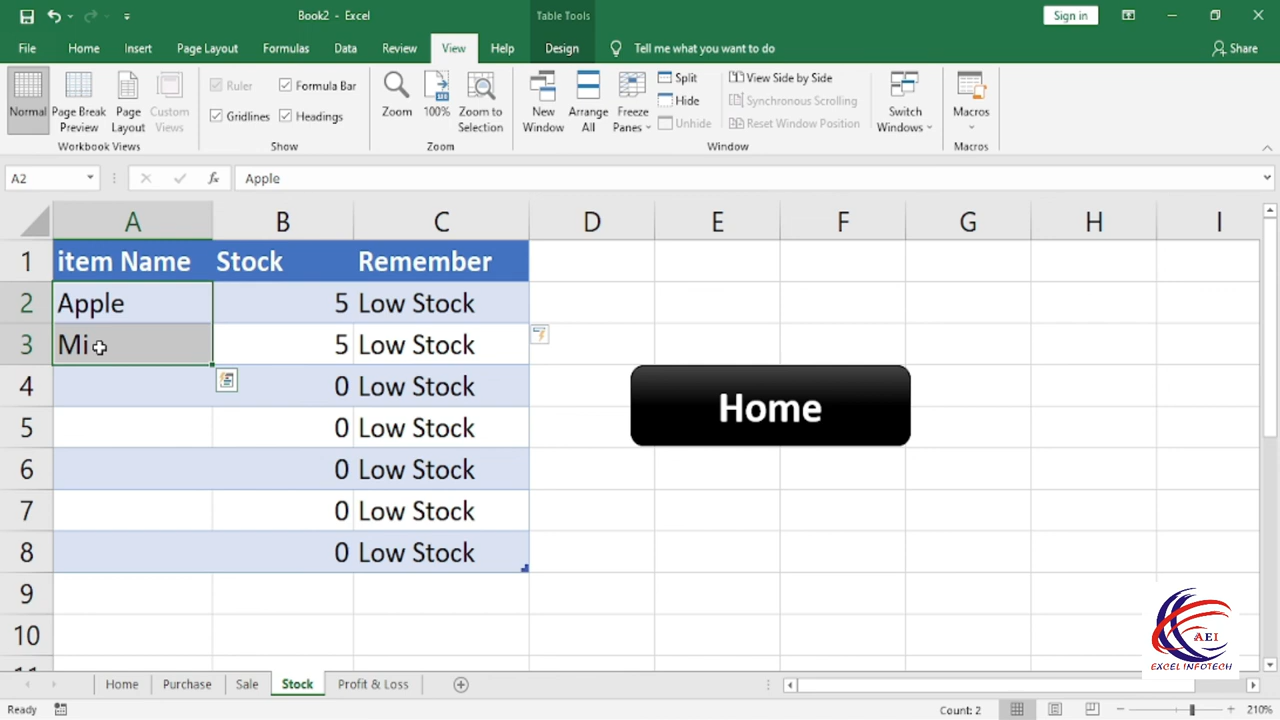 Book2 - Excel
Table Tools
Sign in
File
Home
Insert
Page Layout
Formulas
Data
Review
View
Help
Design
Tell me what you want to do
Share
Normal
Page Break
Preview
Page
Layout
Custom
Views
Workbook Views
Ruler
Formula Bar
Gridlines
Headings
Show
Zoom
100%
Zoom to
Selection
Zoom
New
Window
Arrange
All
Freeze
Panes
Split
Hide
Unhide
View Side by Side
Synchronous Scrolling
Reset Window Position
Window
Switch
Windows
Macros
Macros
A2
fx
Apple
A B C D E F G H I
1 item Name Stock Remember
2 Apple 5 Low Stock
3 Mi 5 Low Stock
4 0 Low Stock
5 0 Low Stock
6 0 Low Stock
7 0 Low Stock
8 0 Low Stock
9
10
Home
AEI
EXCEL INFOTECH
Home Purchase Sale Stock Profit & Loss
Ready
Count: 2
210%